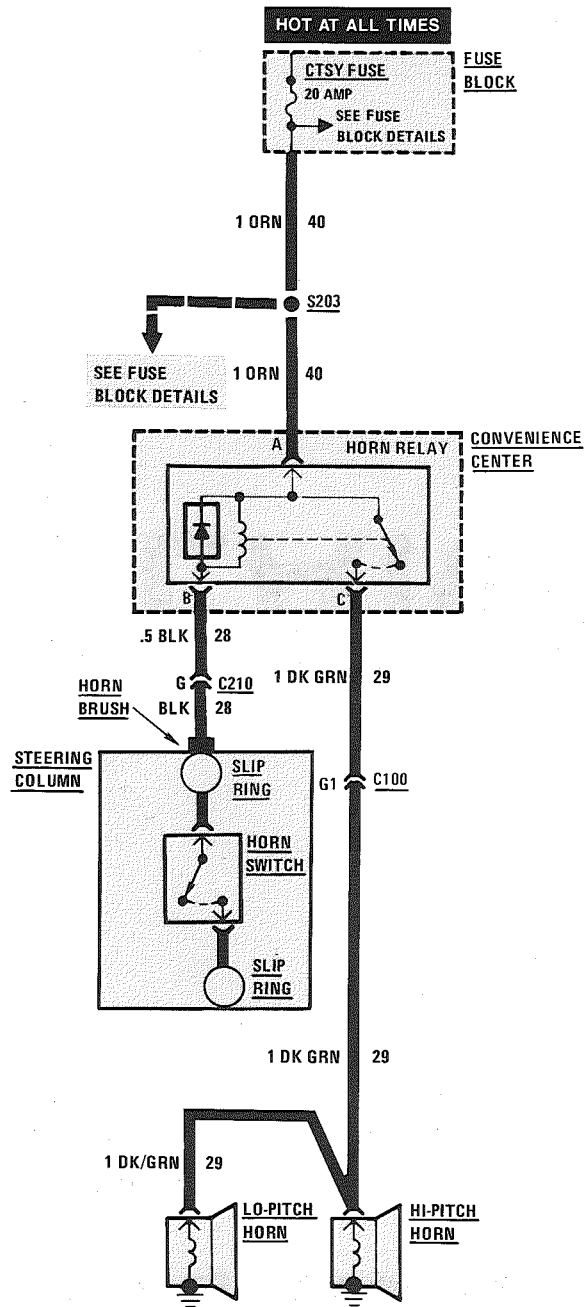 HOT AT ALL TIMES
FUSE
BLOCK
CTSY FUSE
20 AMP
SEE FUSE
BLOCK DETAILS
1 ORN 40
S203
SEE FUSE
BLOCK DETAILS
1 ORN 40
A
HORN RELAY
CONVENIENCE
CENTER
B
C
.5 BLK 28
1 DK GRN 29
G C210
HORN
BRUSH
BLK 28
STEERING
COLUMN
SLIP
RING
G1 C100
HORN
SWITCH
SLIP
RING
1 DK GRN 29
1 DK/GRN 29
LO-PITCH
HORN
HI-PITCH
HORN